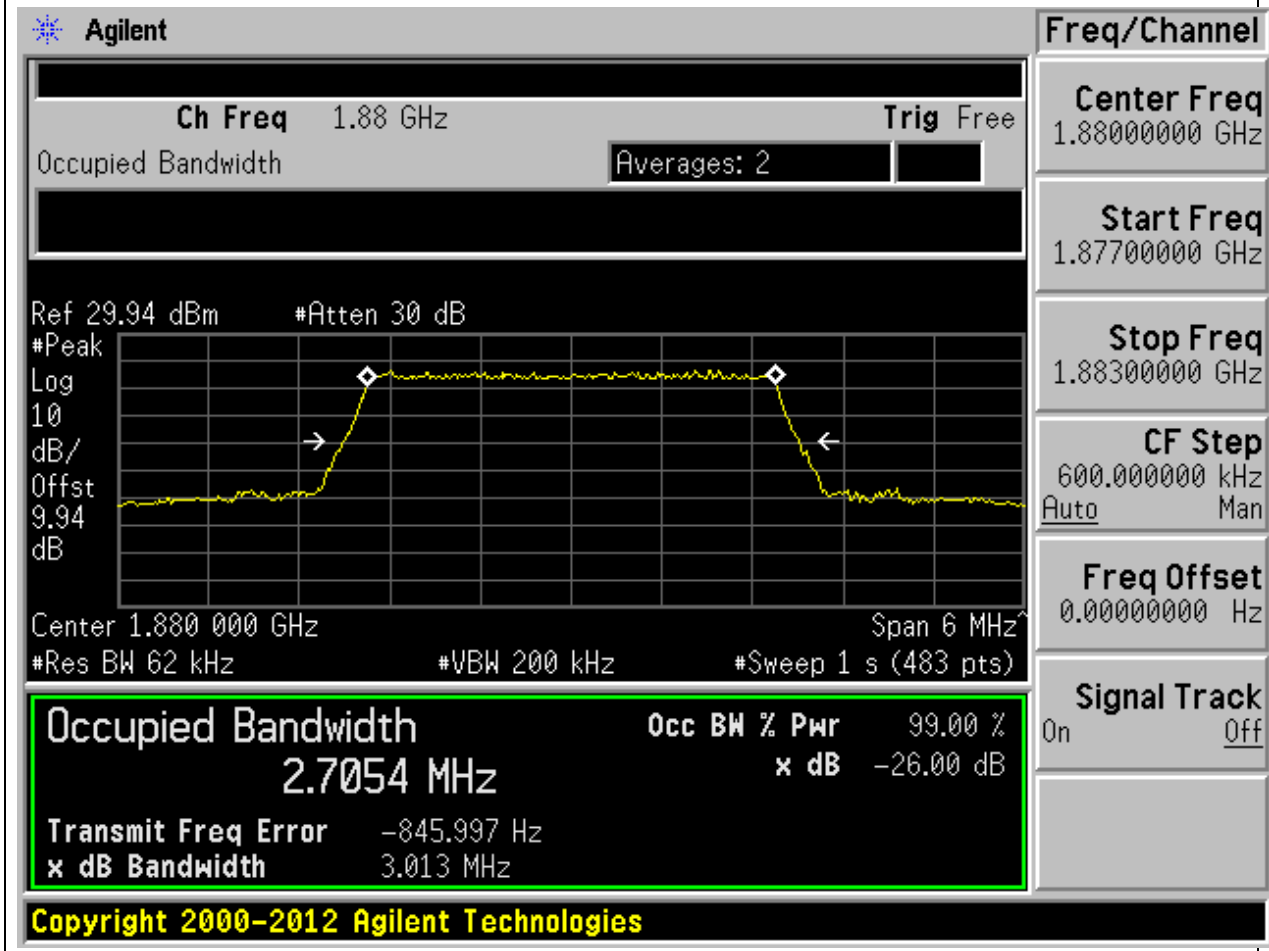 Agilent
Freq/Channel
Ch Freq 1.88 GHz Trig Free
Occupied Bandwidth Averages: 2
Center Freq
1.88000000 GHz
Start Freq
1.87700000 GHz
Stop Freq
1.88300000 GHz
CF Step
600.000000 kHz
Auto Man
Freq Offset
0.00000000 Hz
Signal Track
On Off
Ref 29.94 dBm #Atten 30 dB
#Peak
Log
10
dB/
Offst
9.94
dB
Center 1.880 000 GHz Span 6 MHz^
#Res BW 62 kHz #VBW 200 kHz #Sweep 1 s (483 pts)
Occupied Bandwidth Occ BW % Pwr 99.00 %
2.7054 MHz x dB -26.00 dB
Transmit Freq Error -845.997 Hz
x dB Bandwidth 3.013 MHz
Copyright 2000-2012 Agilent Technologies